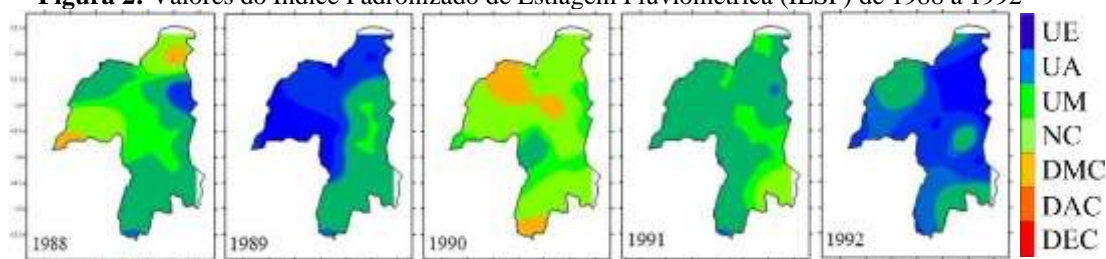 Figura 2: Valores do Índice Padronizado de Estiagem Pluviométrica (IESP) de 1988 a 1992
1988
1989
1990
1991
1992
UE
UA
UM
NC
DMC
DAC
DEC